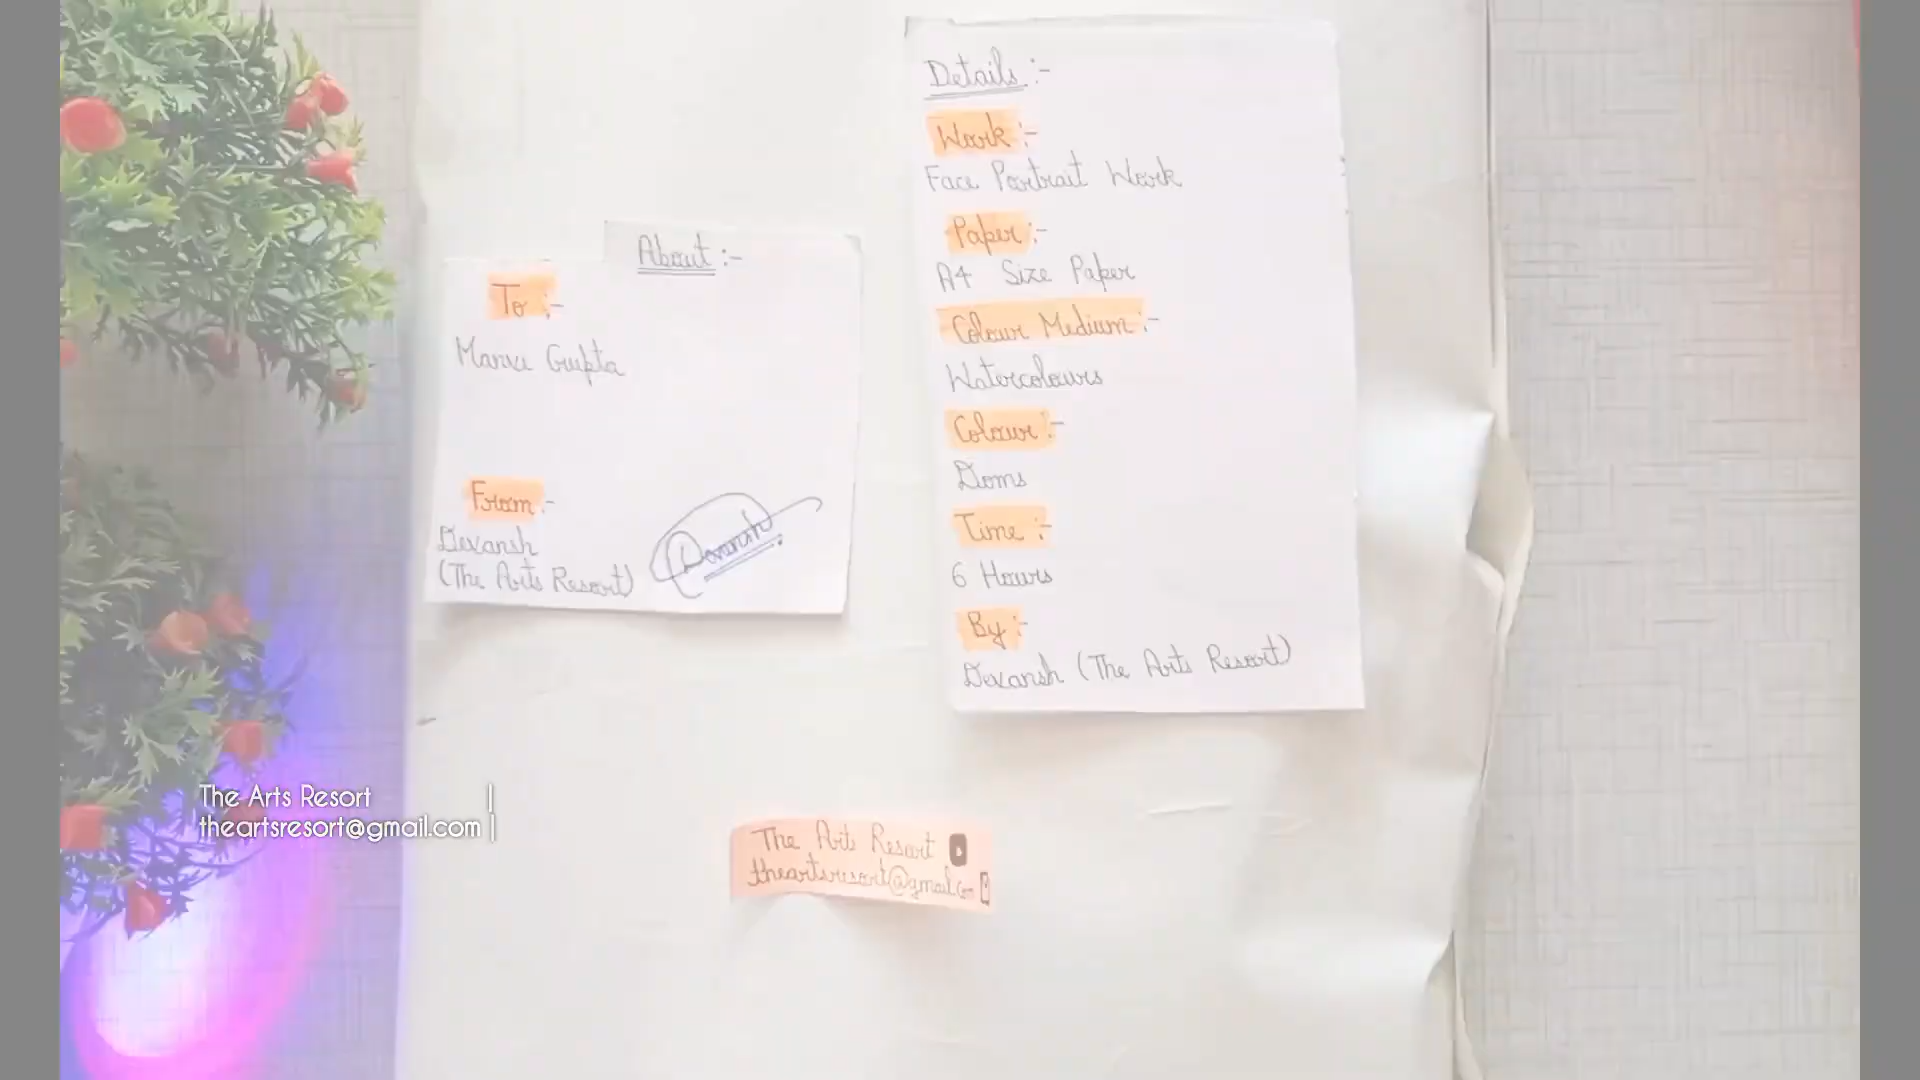 About :-
To :-
Manu Gupta
From :-
Devansh
(The Arts Resort)
Devansh
Details :-
Work :-
Face Portrait Work
Paper :-
A4 Size Paper
Colour Medium :-
Watercolours
Colour :-
Doms
Time :-
6 Hours
By :-
Devansh (The Arts Resort)
The Arts Resort |
theartsresort@gmail.com |
The Arts Resort
theartsresort@gmail.com